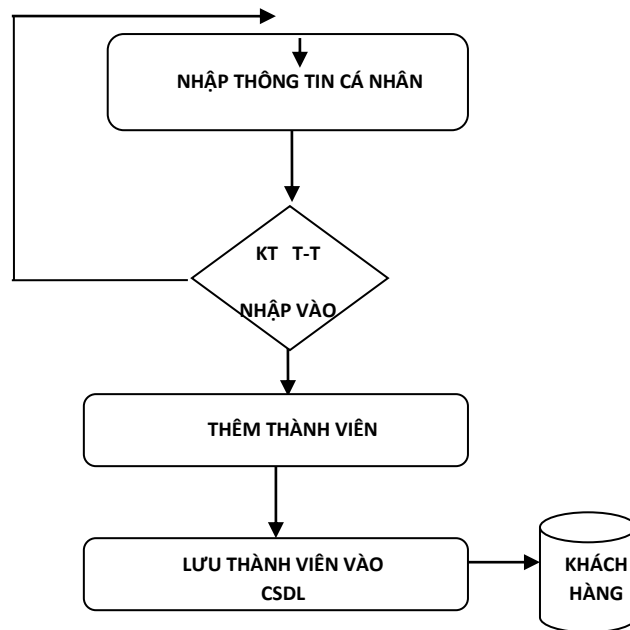 NHẬP THÔNG TIN CÁ NHÂN
KT T-T
NHẬP VÀO
THÊM THÀNH VIÊN
LƯU THÀNH VIÊN VÀO
CSDL
KHÁCH
HÀNG